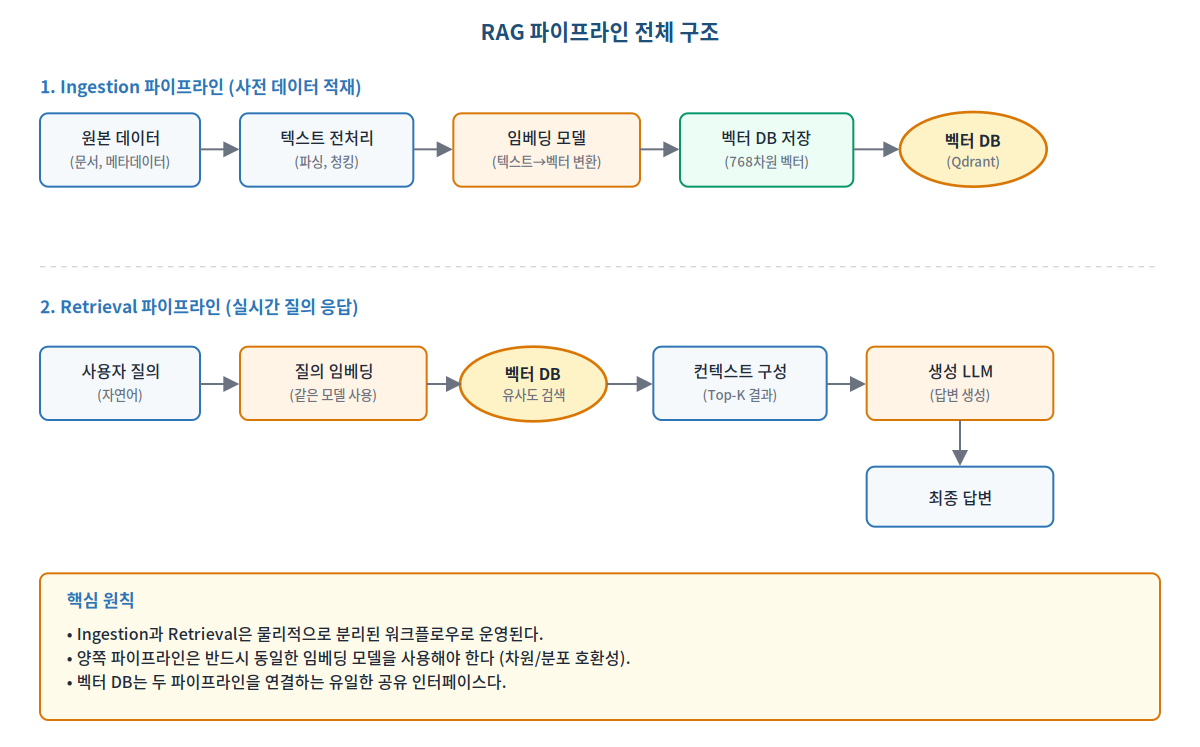 RAG 파이프라인 전체 구조
1. Ingestion 파이프라인 (사전 데이터 적재)
원본 데이터
(문서, 메타데이터)
텍스트 전처리
(파싱, 청킹)
임베딩 모델
(텍스트→벡터 변환)
벡터 DB 저장
(768차원 벡터)
벡터 DB
(Qdrant)
2. Retrieval 파이프라인 (실시간 질의 응답)
사용자 질의
(자연어)
질의 임베딩
(같은 모델 사용)
벡터 DB
유사도 검색
컨텍스트 구성
(Top-K 결과)
생성 LLM
(답변 생성)
최종 답변
핵심 원칙
• Ingestion과 Retrieval은 물리적으로 분리된 워크플로우로 운영된다.
• 양쪽 파이프라인은 반드시 동일한 임베딩 모델을 사용해야 한다 (차원/분포 호환성).
• 벡터 DB는 두 파이프라인을 연결하는 유일한 공유 인터페이스다.